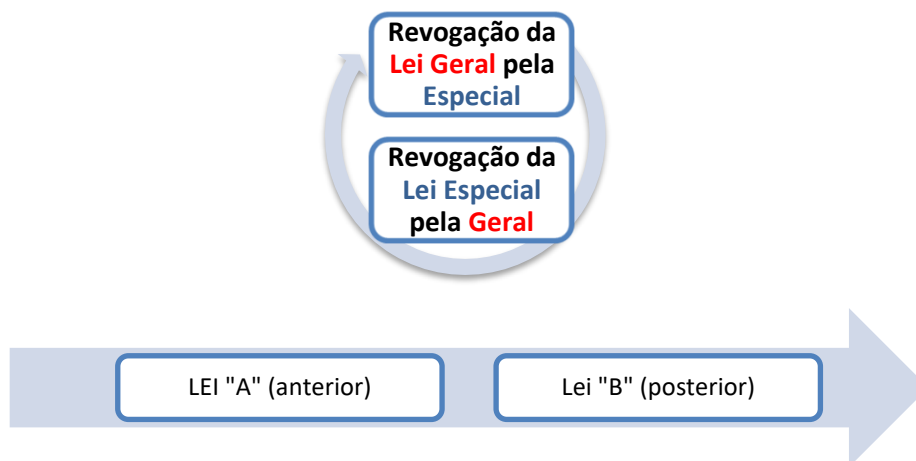 Revogação da
Lei Geral pela
Especial
Revogação da
Lei Especial
pela Geral
LEI "A" (anterior)
Lei "B" (posterior)